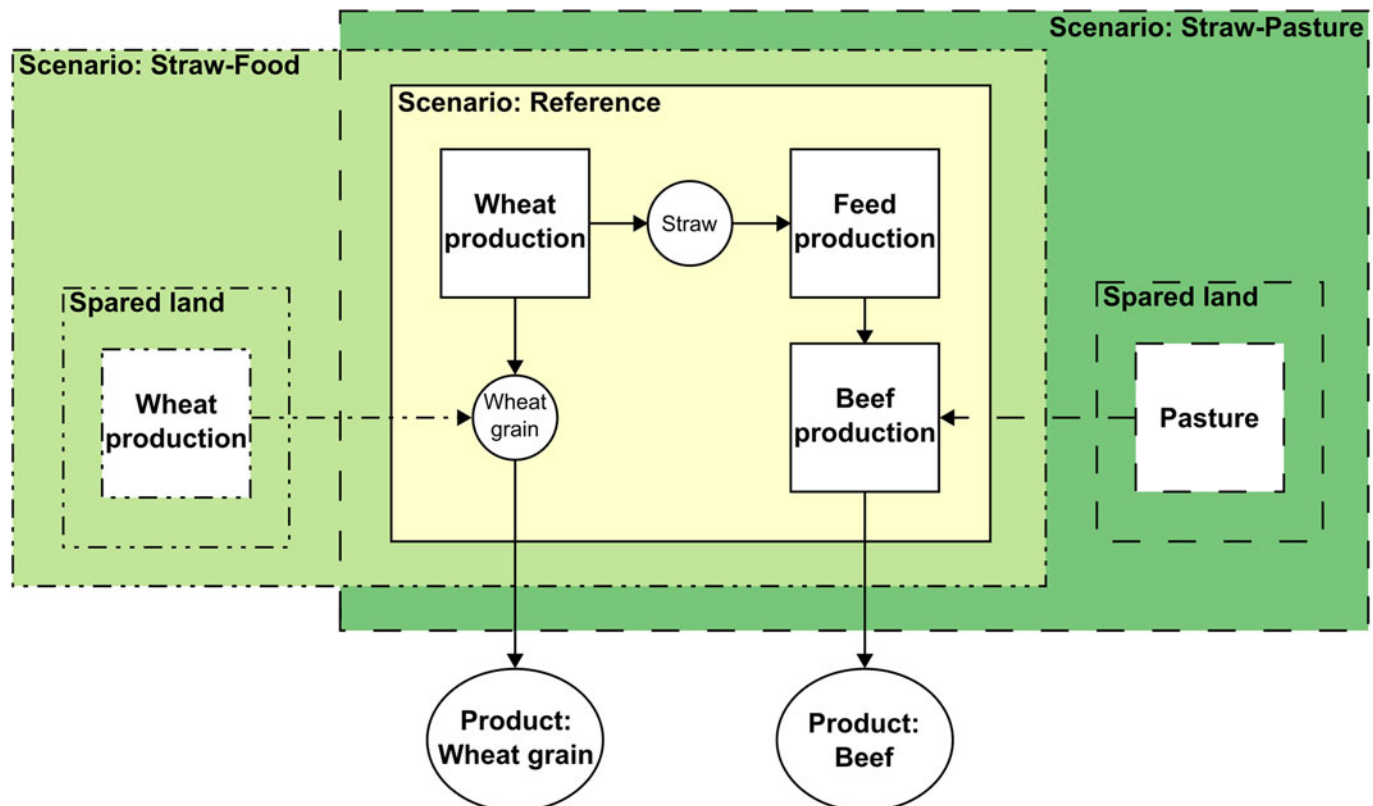 Scenario: Straw-Pasture
Scenario: Straw-Food
Scenario: Reference
Wheat
production
Straw
Feed
production
Spared land
Wheat
production
Wheat
grain
Beef
production
Spared land
Pasture
Product:
Wheat grain
Product:
Beef